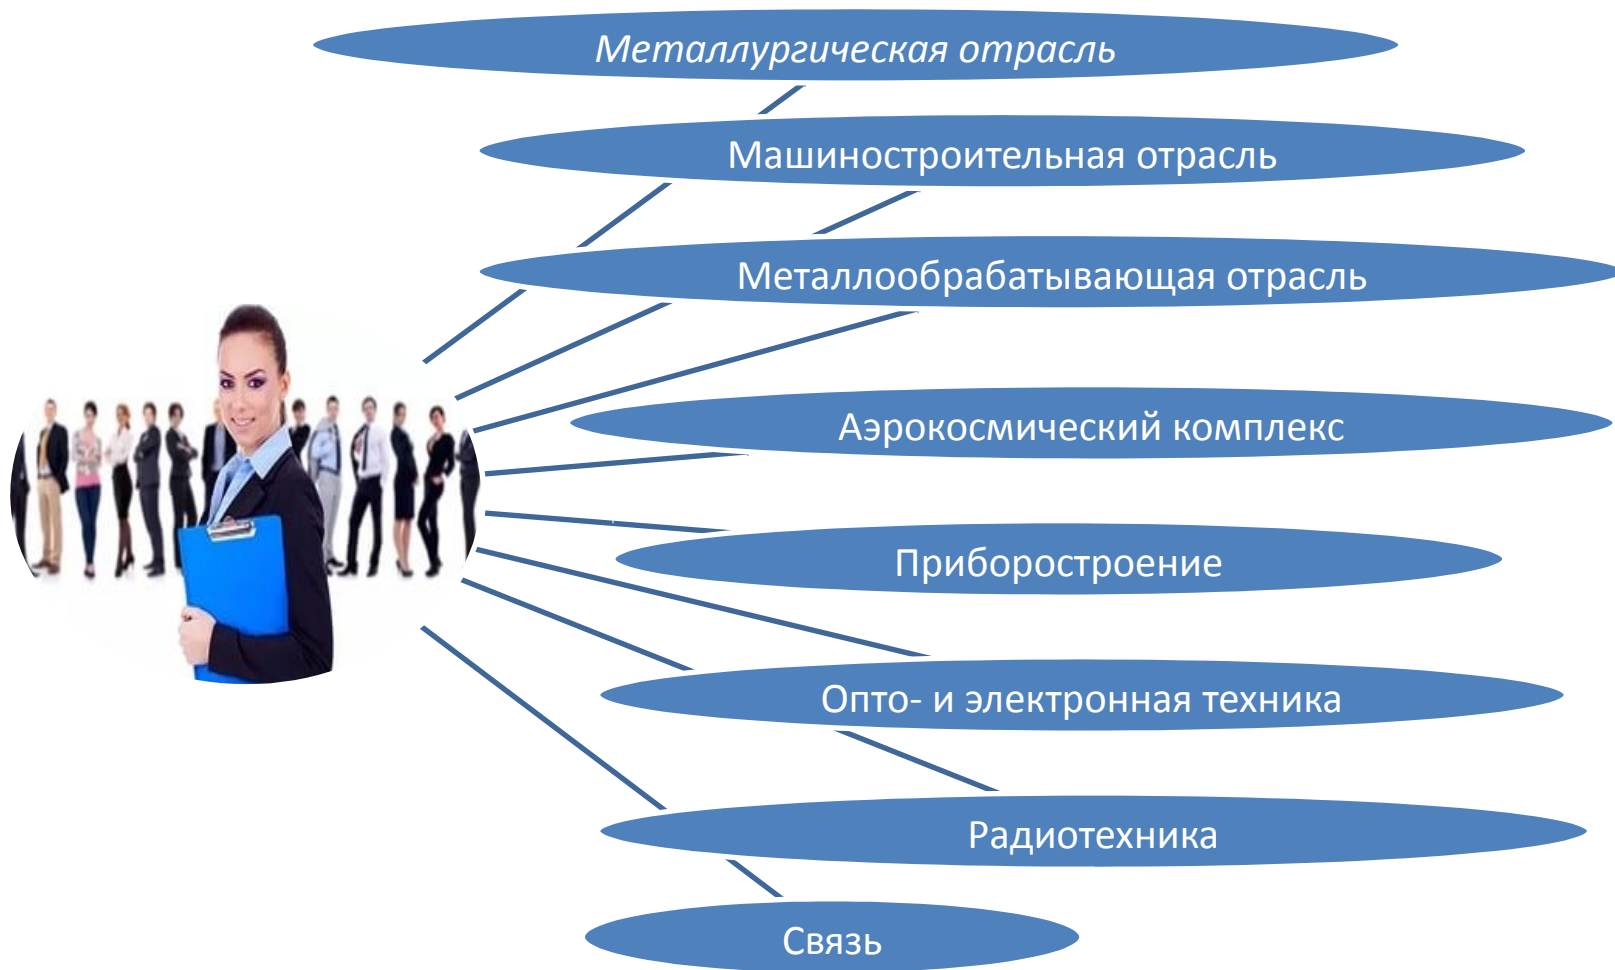 Металлургическая отрасль
Машиностроительная отрасль
Металлообрабатывающая отрасль
Аэрокосмический комплекс
Приборостроение
Опто- и электронная техника
Радиотехника
Связь